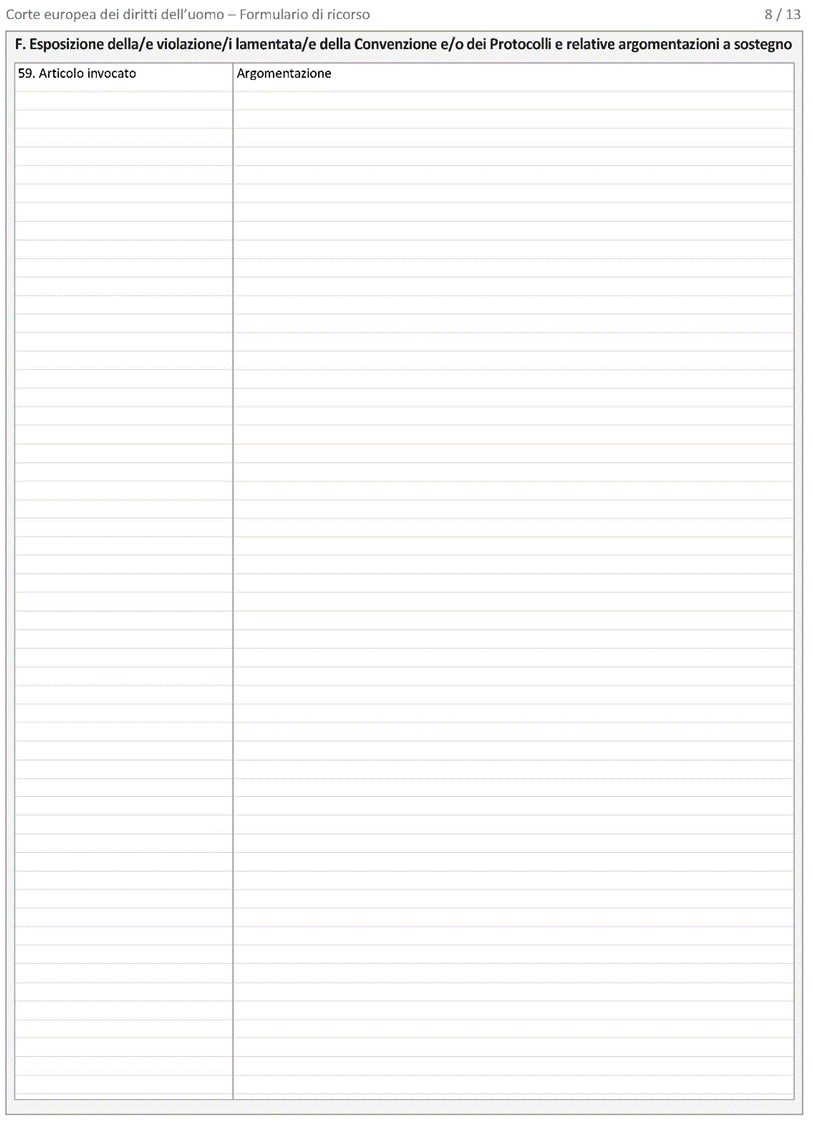 Corte europea dei diritti dell'uomo – Formulario di ricorso 8 / 13
F. Esposizione della/e violazione/i lamentata/e della Convenzione e/o dei Protocolli e relative argomentazioni a sostegno
59. Articolo invocato Argomentazione